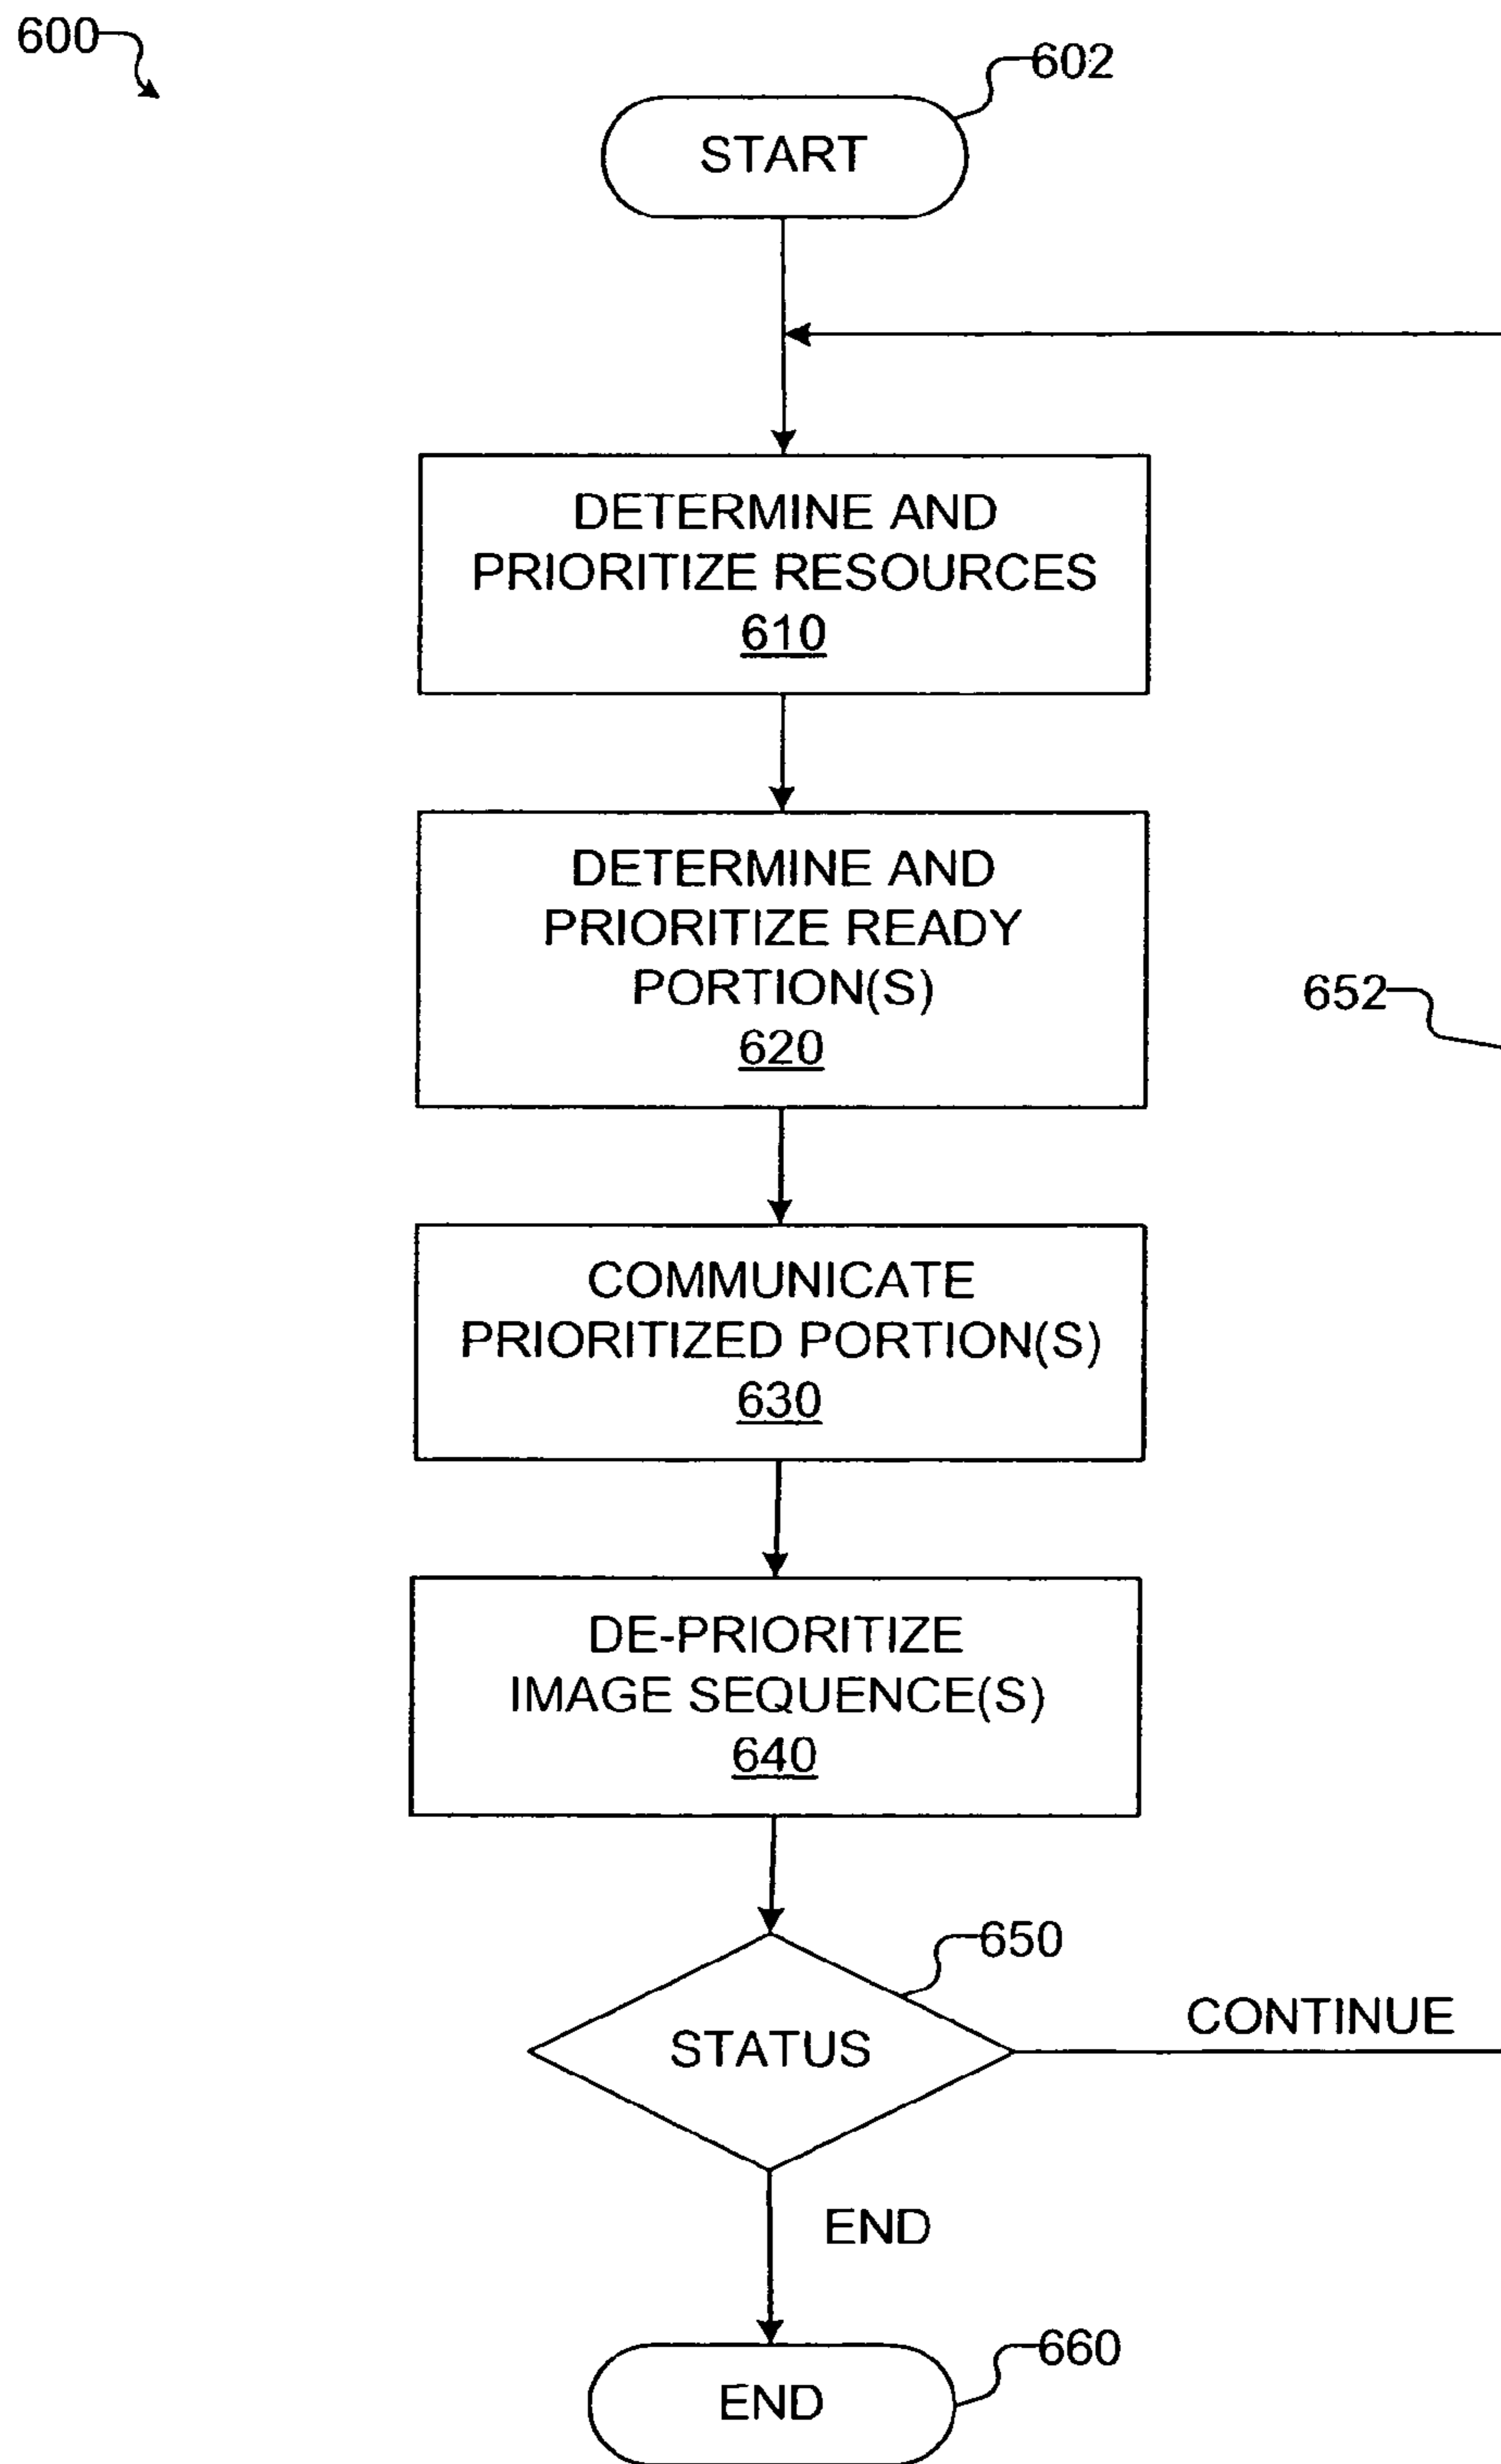 600
602
START
DETERMINE AND
PRIORITIZE RESOURCES
610
DETERMINE AND
PRIORITIZE READY
PORTION(S)
620
652
COMMUNICATE
PRIORITIZED PORTION(S)
630
DE-PRIORITIZE
IMAGE SEQUENCE(S)
640
650
STATUS
CONTINUE
END
660
END